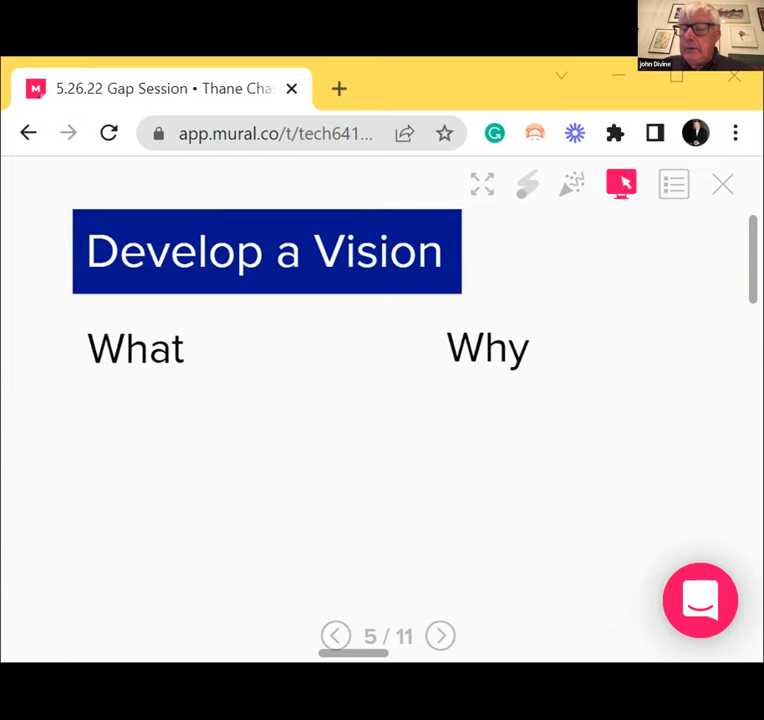 john Divine
5.26.22 Gap Session • Thane Cha
app.mural.co/t/tech641...
Develop a Vision
What
Why
5 / 11